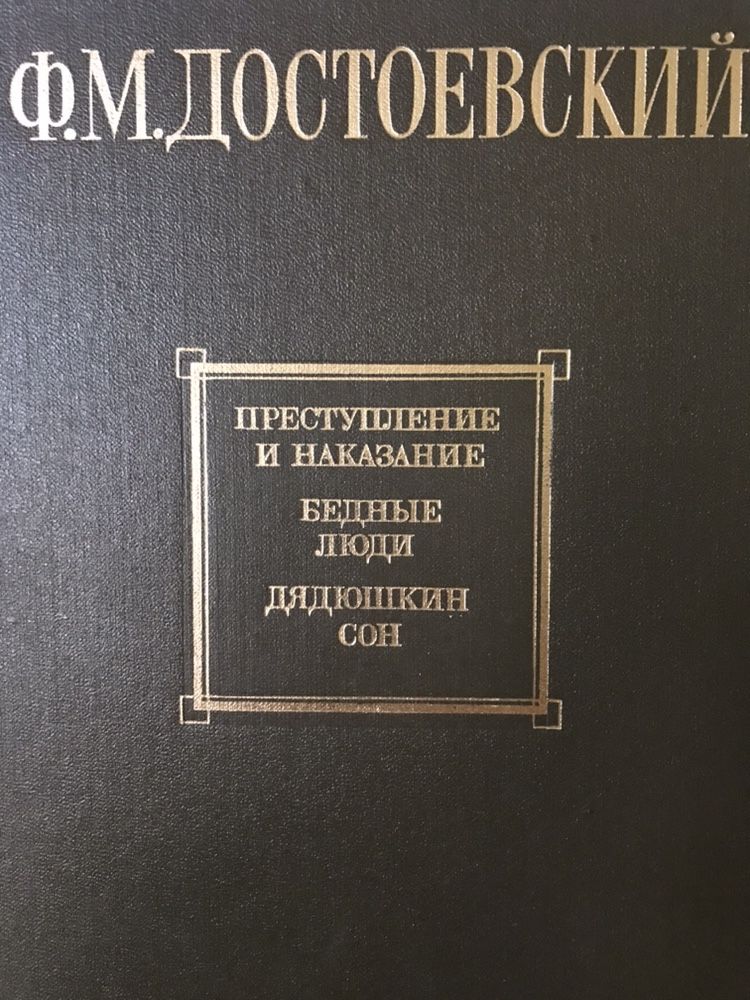 Ф.М.ДОСТОЕВСКИЙ
ПРЕСТУПЛЕНИЕ
И НАКАЗАНИЕ
БЕДНЫЕ
ЛЮДИ
ДЯДЮШКИН
СОН